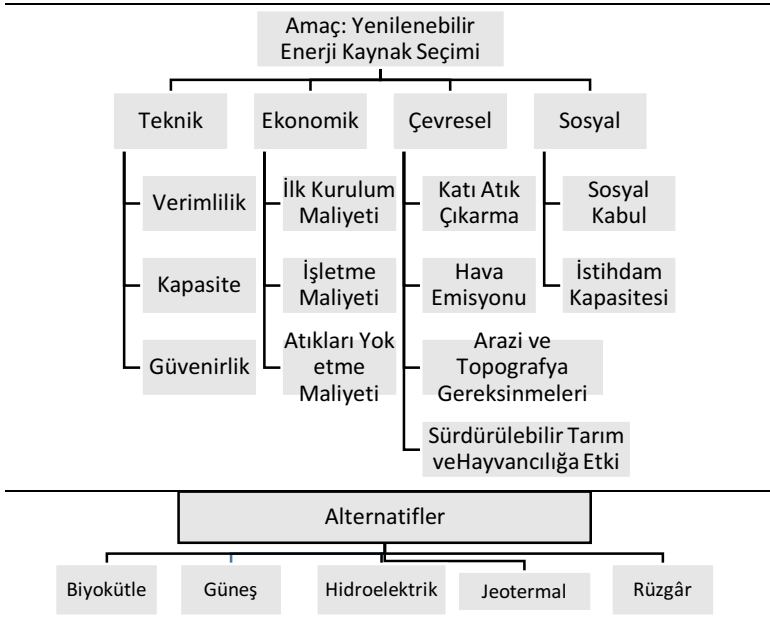 Amaç: Yenilenebilir
Enerji Kaynak Seçimi
Teknik
Ekonomik
Çevresel
Sosyal
Verimlilik
Kapasite
Güvenirlik
İlk Kurulum
Maliyeti
İşletme
Maliyeti
Atıkları Yok
etme
Maliyeti
Katı Atık
Çıkarma
Hava
Emisyonu
Arazi ve
Topografya
Gereksinmeleri
Sürdürülebilir Tarım
veHayvancılığa Etki
Sosyal
Kabul
İstihdam
Kapasitesi
Alternatifler
Biyokütle
Güneş
Hidroelektrik
Jeotermal
Rüzgâr